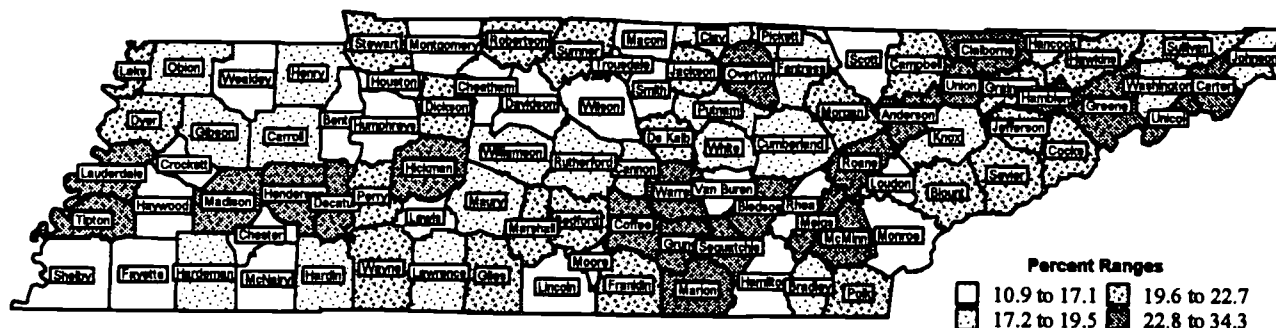 Stewart Montgomery Robertson Sumner Macon Clay Pickett Scott Campbell Claiborne Hancock Hawkins Sullivan Johnson
Lake Obion Weakley Henry Houston Cheatham Trousdale Jackson Overton Fentress Union Grainger Hamblen Washington Carter
Dyer Gibson Carroll Benton Humphreys Dickson Davidson Wilson Smith Putnam Morgan Anderson Knox Jefferson Greene Unicoi
Crockett Hickman Williamson Rutherford De Kalb White Cumberland Roane Cocke
Lauderdale Madison Henderson Decatur Perry Maury Cannon Warren Van Buren Rhea Loudon Blount Sevier
Tipton Haywood Chester Lewis Marshall Bedford Coffee Bledsoe Meigs McMinn Monroe
Shelby Fayette Hardeman McNairy Hardin Wayne Lawrence Giles Lincoln Moore Franklin Grundy Sequatchie Marion Hamilton Bradley Polk
Percent Ranges
10.9 to 17.1 19.6 to 22.7
17.2 to 19.5 22.8 to 34.3